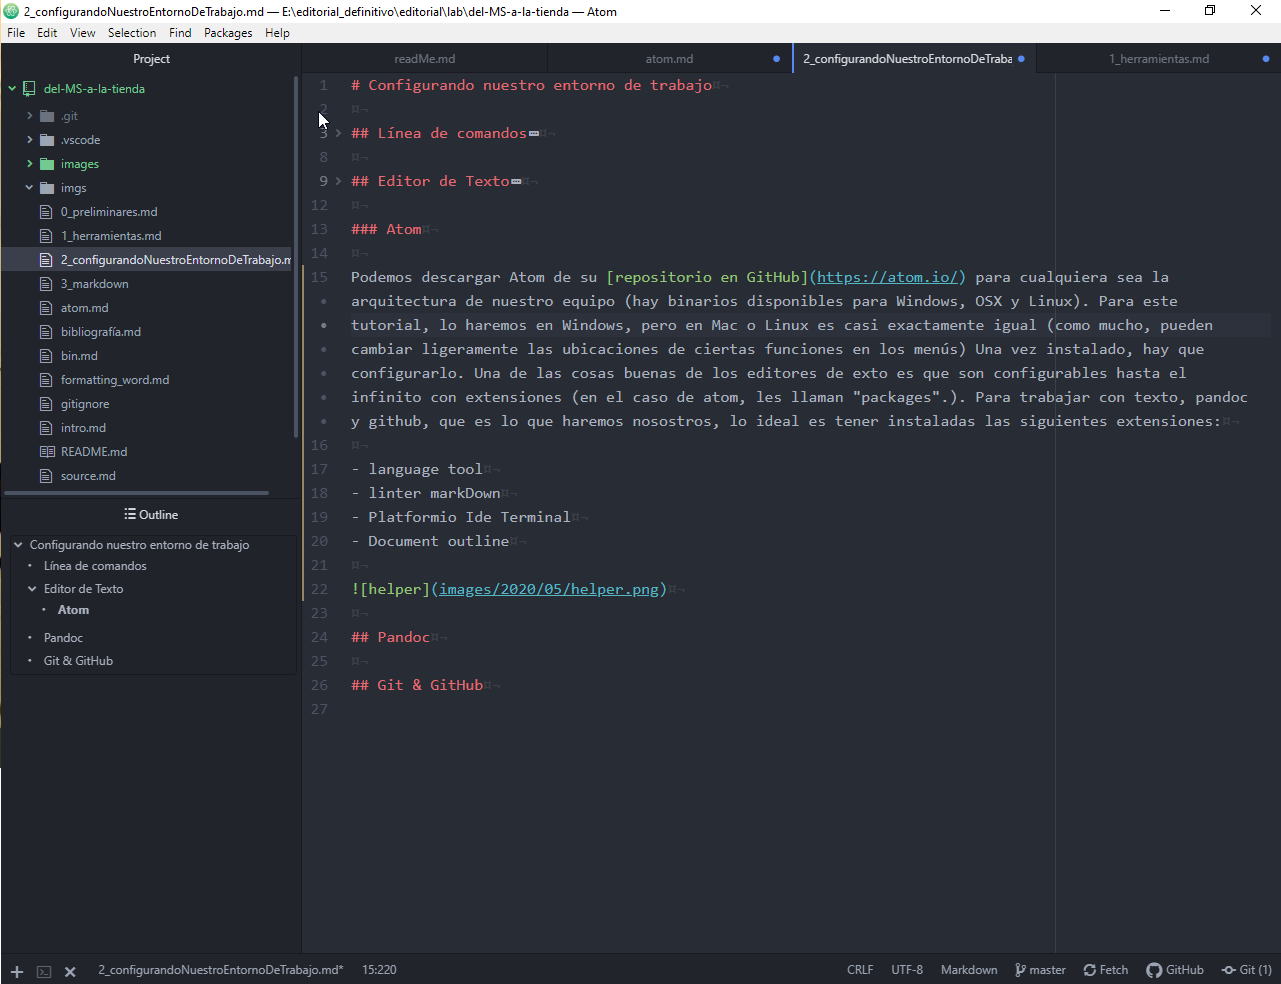 2_configurandoNuestroEntornoDeTrabajo.md — E:\editorial_definitivo\editorial\lab\del-MS-a-la-tienda — Atom
File Edit View Selection Find Packages Help
Project
readMe.md
atom.md
2_configurandoNuestroEntornoDeTraba
1_herramientas.md
del-MS-a-la-tienda
.git
.vscode
images
imgs
0_preliminares.md
1_herramientas.md
2_configurandoNuestroEntornoDeTrabajo.m
3_markdown
atom.md
bibliografía.md
bin.md
formatting_word.md
gitignore
intro.md
README.md
source.md
Outline
Configurando nuestro entorno de trabajo
Línea de comandos
Editor de Texto
Atom
Pandoc
Git & GitHub
1 # Configurando nuestro entorno de trabajo¤¬
2 ¤¬
3 ## Línea de comandos¤¬
8 ¤¬
9 ## Editor de Texto¤¬
12 ¤¬
13 ### Atom¤¬
14 ¤¬
15 Podemos descargar Atom de su [repositorio en GitHub](https://atom.io/) para cualquiera sea la
• arquitectura de nuestro equipo (hay binarios disponibles para Windows, OSX y Linux). Para este
• tutorial, lo haremos en Windows, pero en Mac o Linux es casi exactamente igual (como mucho, pueden
• cambiar ligeramente las ubicaciones de ciertas funciones en los menús) Una vez instalado, hay que
• configurarlo. Una de las cosas buenas de los editores de exto es que son configurables hasta el
• infinito con extensiones (en el caso de atom, les llaman "packages".). Para trabajar con texto, pandoc
• y github, que es lo que haremos nosostros, lo ideal es tener instaladas las siguientes extensiones:¤¬
16 ¤¬
17 - language tool¤¬
18 - linter markDown¤¬
19 - Platformio Ide Terminal¤¬
20 - Document outline¤¬
21 ¤¬
22 ![helper](images/2020/05/helper.png)¤¬
23 ¤¬
24 ## Pandoc¤¬
25 ¤¬
26 ## Git & GitHub¤¬
27
2_configurandoNuestroEntornoDeTrabajo.md* 15:220 CRLF UTF-8 Markdown master Fetch GitHub Git (1)